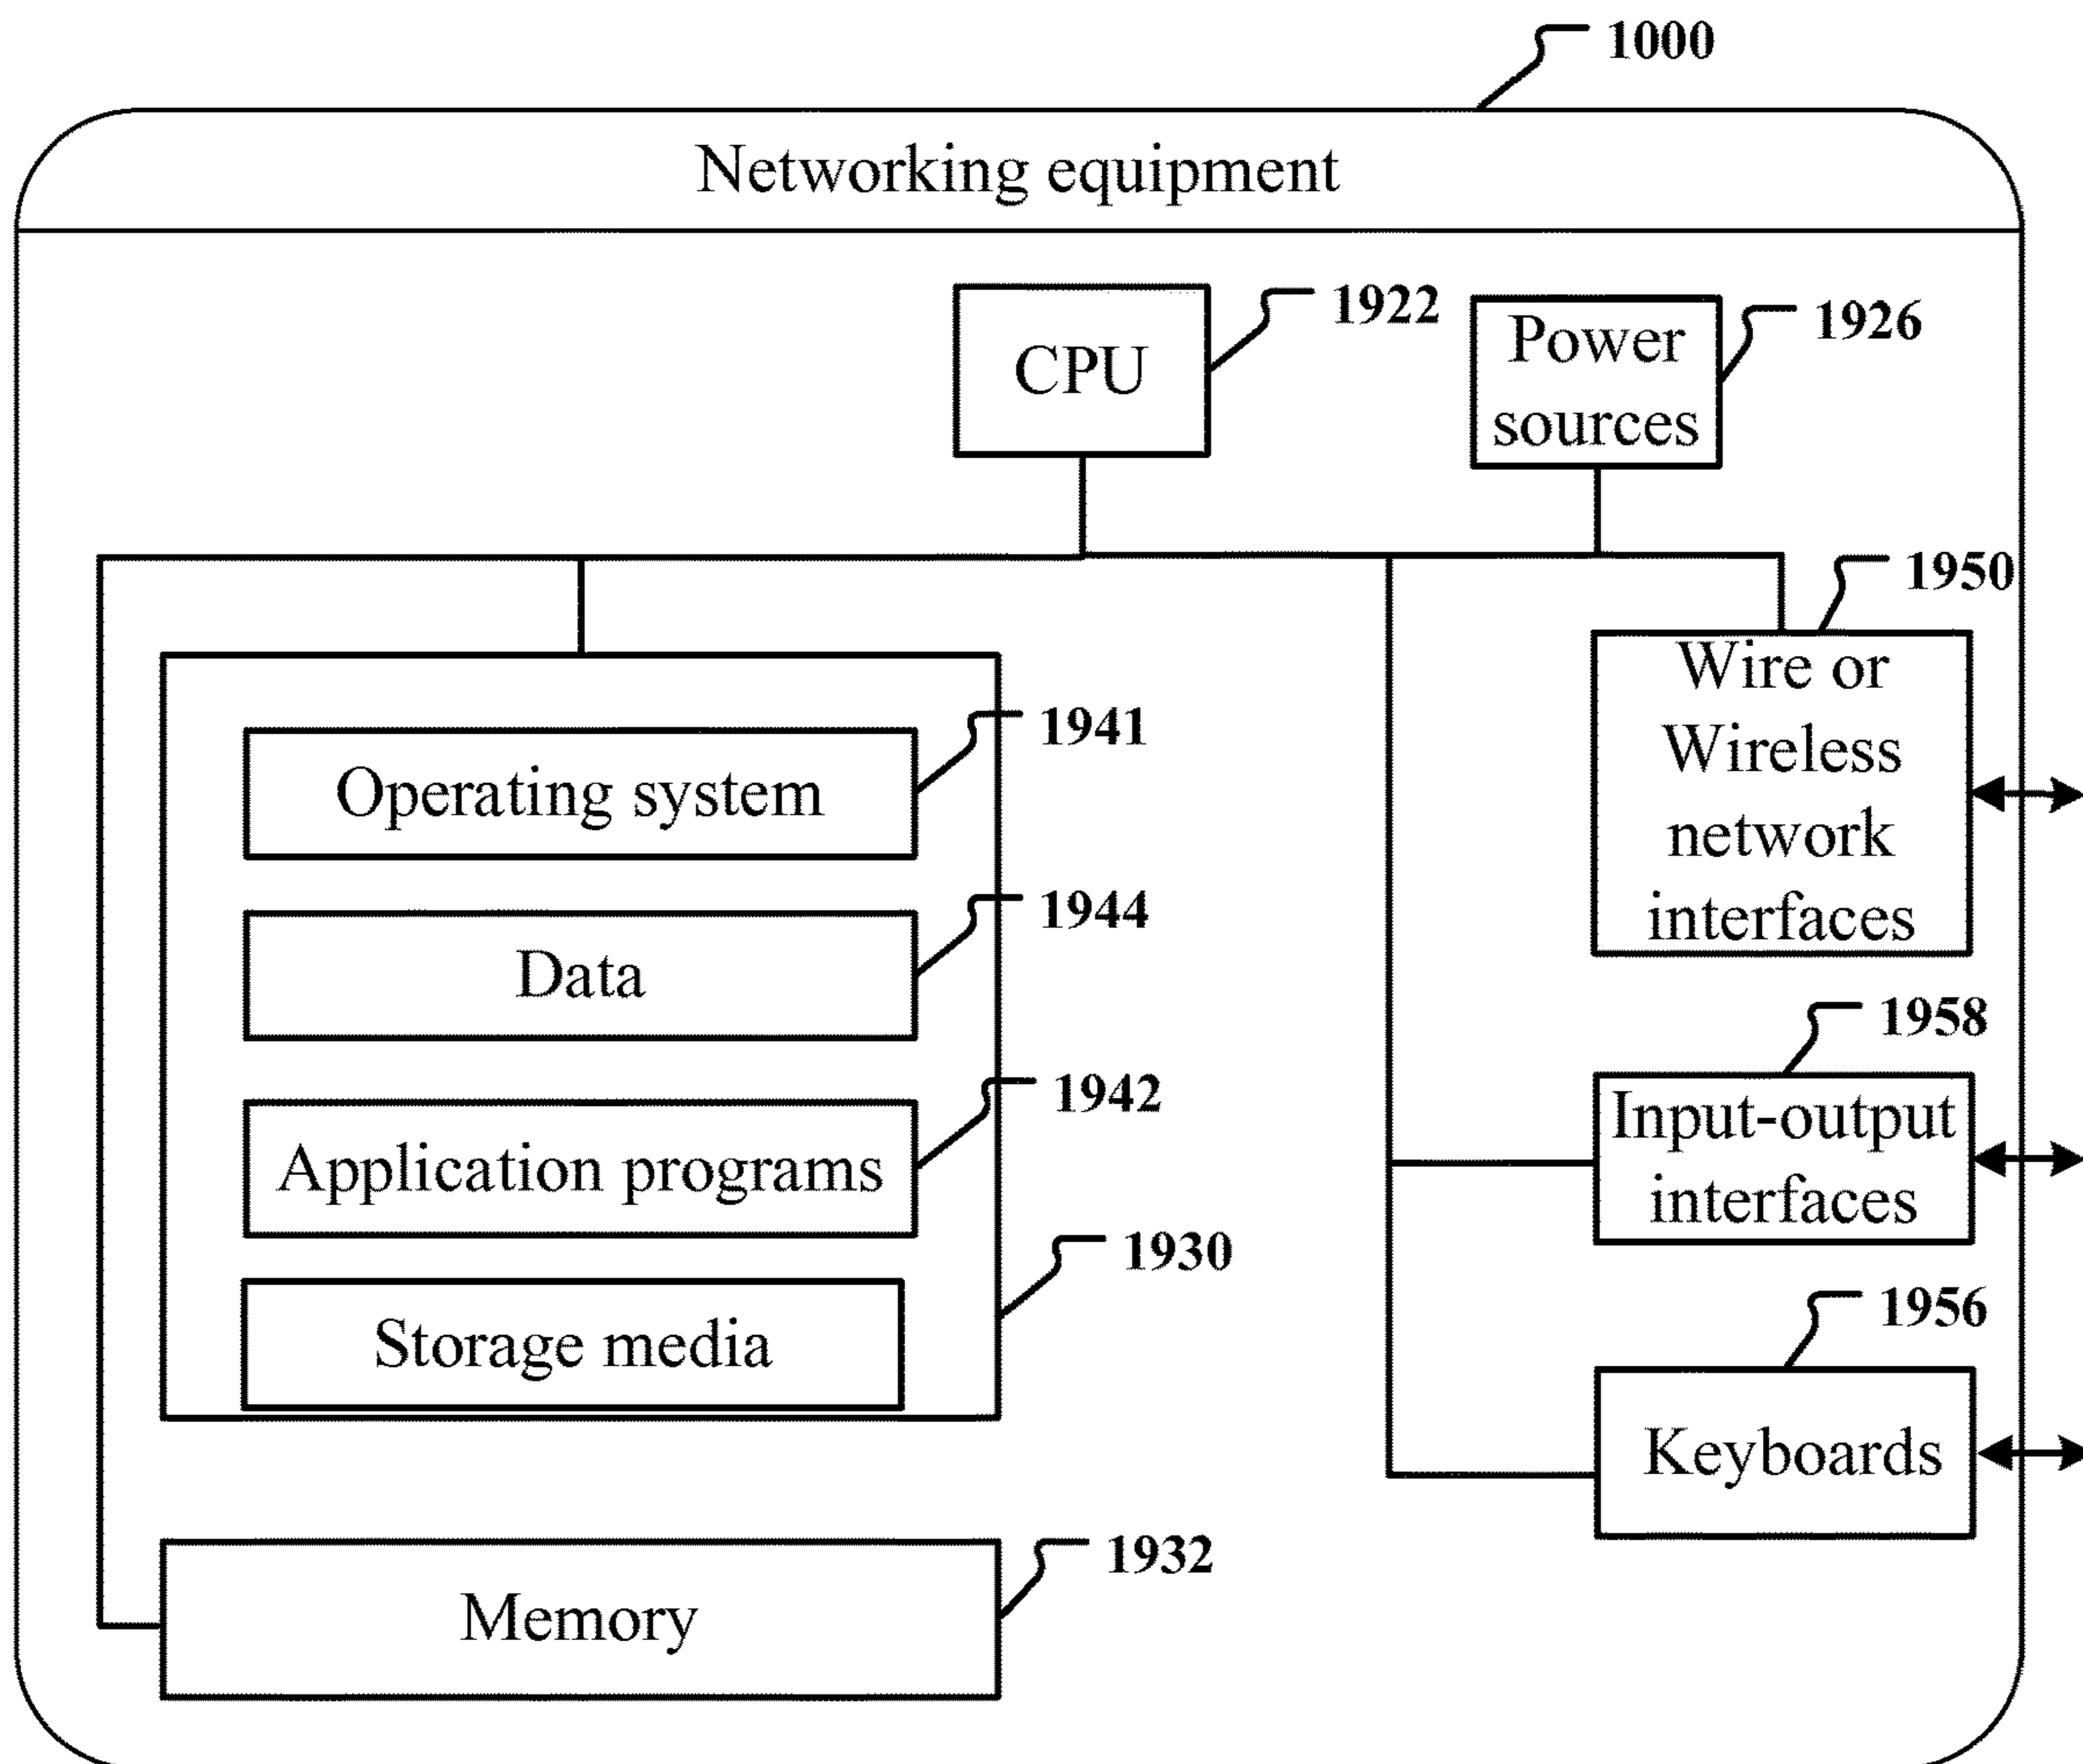 1000
Networking equipment
CPU
1922
Power
sources
1926
1950
Wire or
Wireless
network
interfaces
1941
Operating system
1944
Data
1942
Application programs
1930
Storage media
1958
Input-output
interfaces
1956
Keyboards
1932
Memory